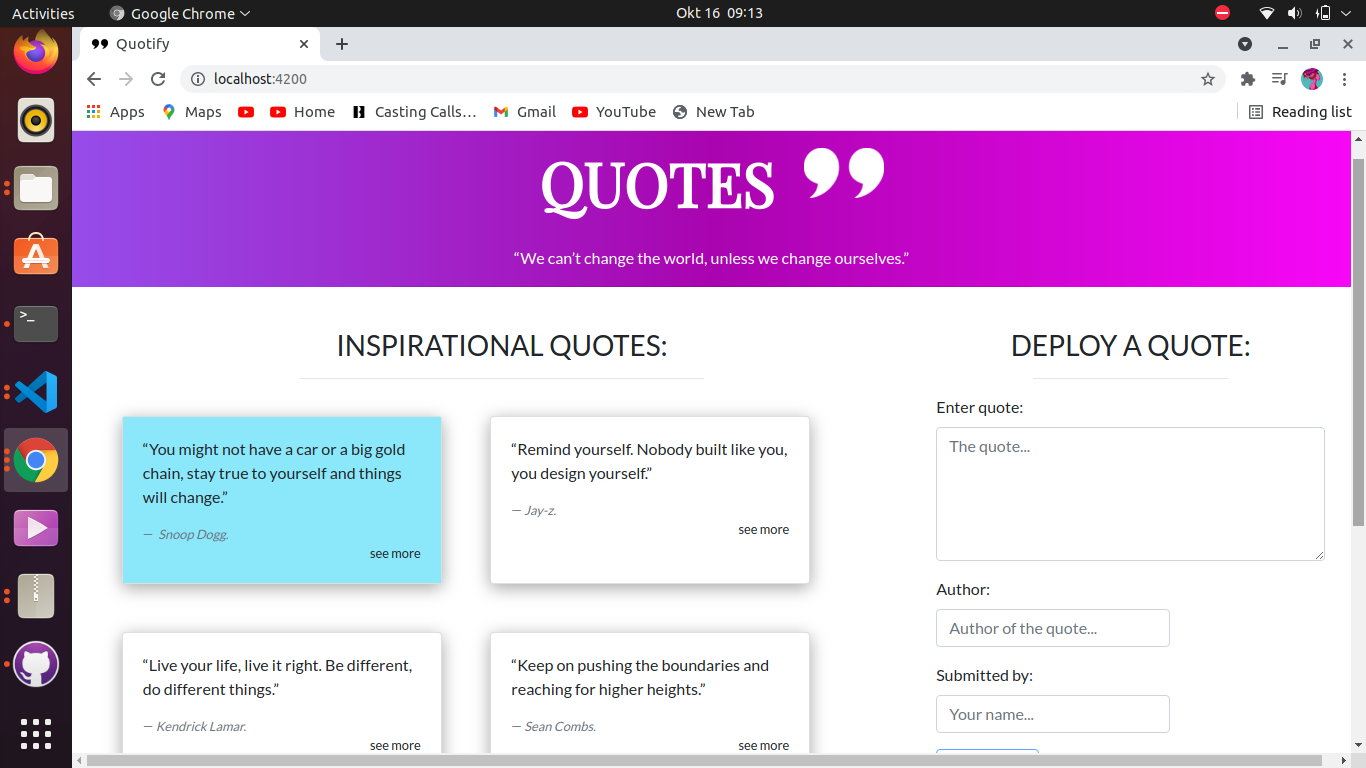 Activities
Google Chrome
Okt 16 09:13
Quotify
localhost:4200
Apps
Maps
Home
Casting Calls...
Gmail
YouTube
New Tab
Reading list
QUOTES
“We can’t change the world, unless we change ourselves.”
INSPIRATIONAL QUOTES:
“You might not have a car or a big gold
chain, stay true to yourself and things
will change.”
— Snoop Dogg.
see more
“Remind yourself. Nobody built like you,
you design yourself.”
— Jay-z.
see more
“Live your life, live it right. Be different,
do different things.”
— Kendrick Lamar.
see more
“Keep on pushing the boundaries and
reaching for higher heights.”
— Sean Combs.
see more
DEPLOY A QUOTE:
Enter quote:
The quote...
Author:
Author of the quote...
Submitted by:
Your name...